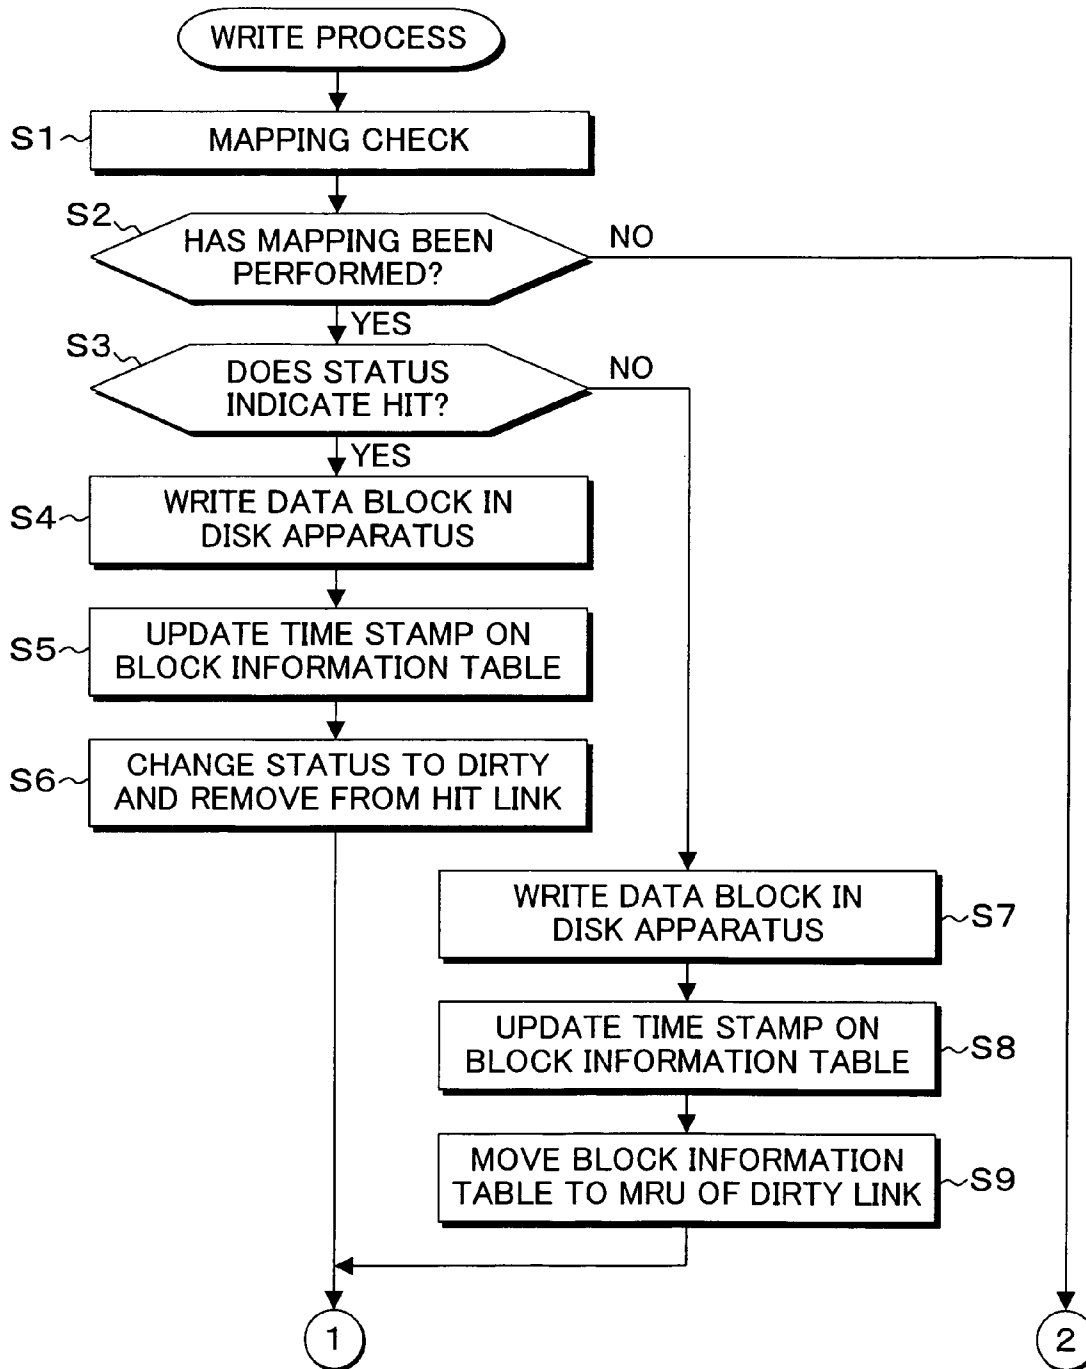 WRITE PROCESS
S1
MAPPING CHECK
S2
HAS MAPPING BEEN
PERFORMED?
NO
YES
S3
DOES STATUS
INDICATE HIT?
NO
YES
S4
WRITE DATA BLOCK IN
DISK APPARATUS
S5
UPDATE TIME STAMP ON
BLOCK INFORMATION TABLE
S6
CHANGE STATUS TO DIRTY
AND REMOVE FROM HIT LINK
WRITE DATA BLOCK IN
DISK APPARATUS
S7
UPDATE TIME STAMP ON
BLOCK INFORMATION TABLE
S8
MOVE BLOCK INFORMATION
TABLE TO MRU OF DIRTY LINK
S9
1
2